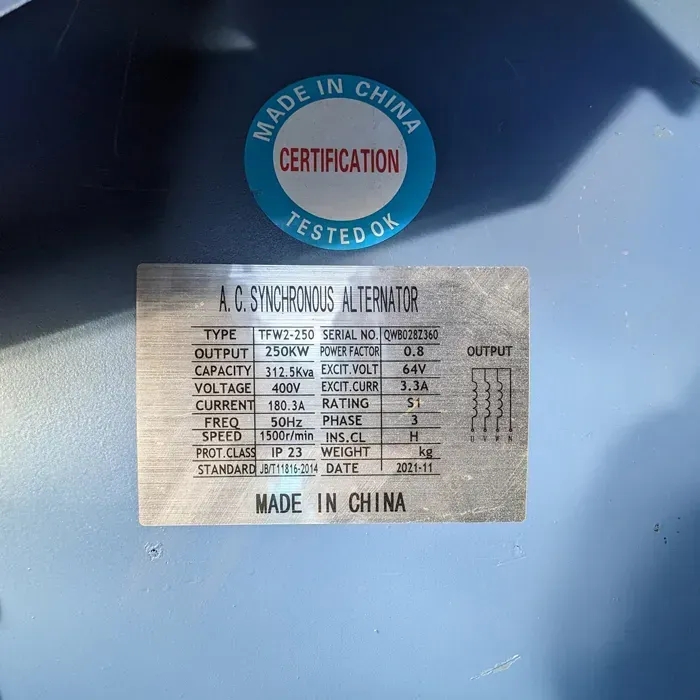 MADE IN CHINA
CERTIFICATION
TESTED OK
A. C. SYNCHRONOUS ALTERNATOR
TYPE TFW2-250 SERIAL NO. QWB028Z360
OUTPUT 250KW POWER FACTOR 0.8
CAPACITY 312.5Kva EXCIT.VOLT 64V
VOLTAGE 400V EXCIT.CURR 3.3A
CURRENT 180.3A RATING S1
FREQ 50Hz PHASE 3
SPEED 1500r/min INS.CL H
PROT.CLASS IP 23 WEIGHT kg
STANDARD JB/T11816-2014 DATE 2021-11
OUTPUT
U V W N
MADE IN CHINA